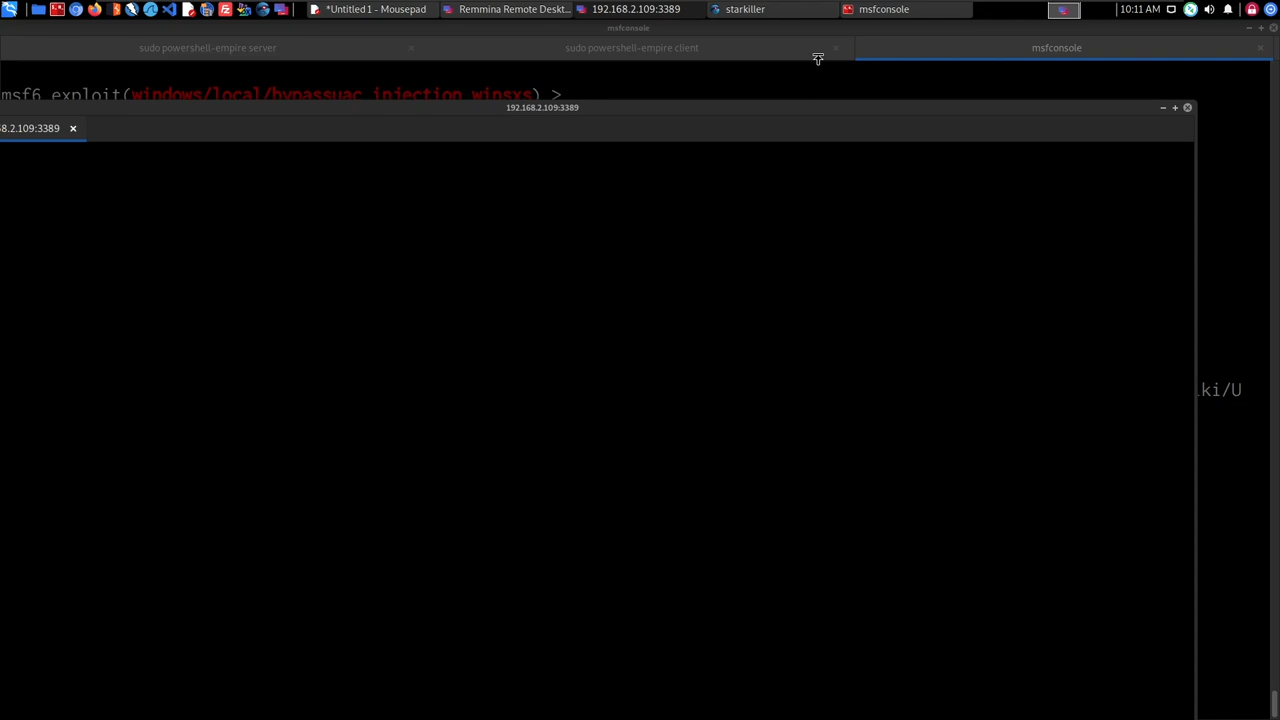 *Untitled 1 - Mousepad
Remmina Remote Deskt...
192.168.2.109:3389
starkiller
msfconsole
10:11 AM
msfconsole
sudo powershell-empire server
sudo powershell-empire client
msfconsole
msf6 exploit(windows/local/bypassuac_injection_winsxs) >
192.168.2.109:3389
68.2.109:3389
ki/U